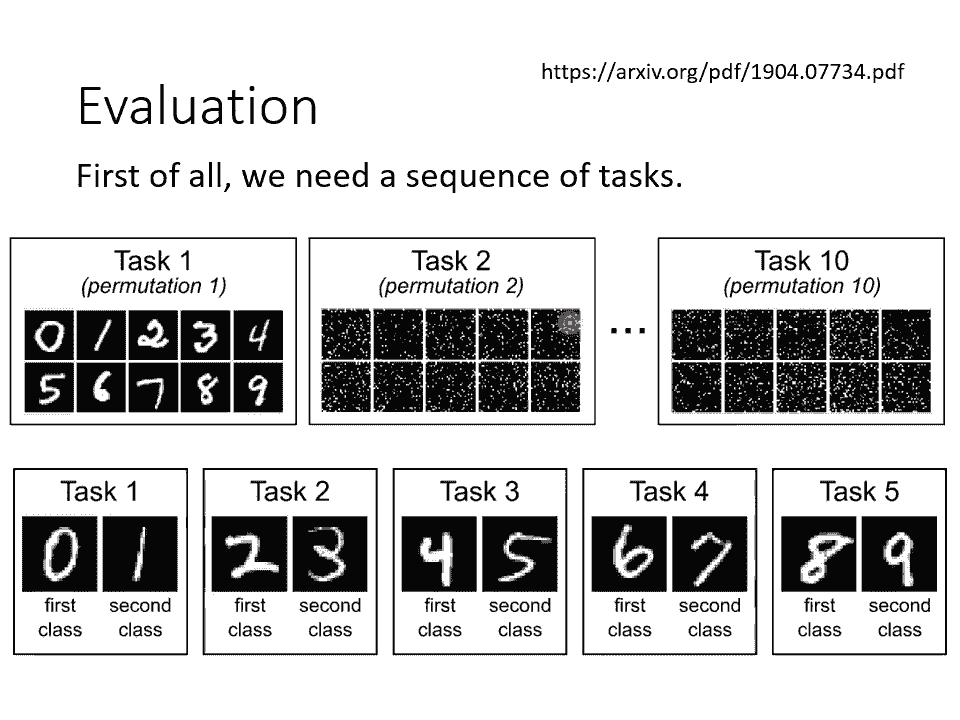 https://arxiv.org/pdf/1904.07734.pdf
Evaluation
First of all, we need a sequence of tasks.
Task 1
(permutation 1)
0 1 2 3 4
5 6 7 8 9
Task 2
(permutation 2)
...
Task 10
(permutation 10)
Task 1
0 1
first second
class class
Task 2
2 3
first second
class class
Task 3
4 5
first second
class class
Task 4
6 7
first second
class class
Task 5
8 9
first second
class class